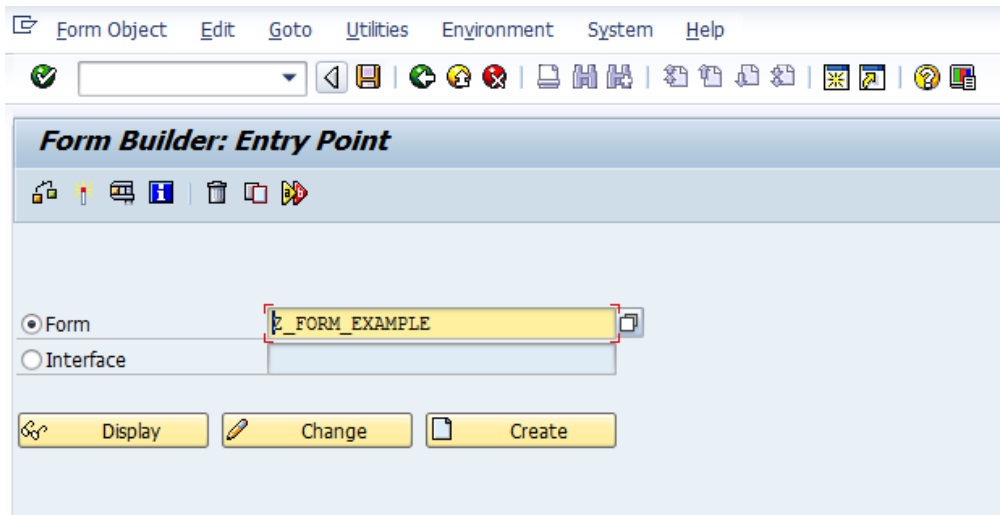 Form Object Edit Goto Utilities Environment System Help
Form Builder: Entry Point
Form Z_FORM_EXAMPLE
Interface
Display Change Create